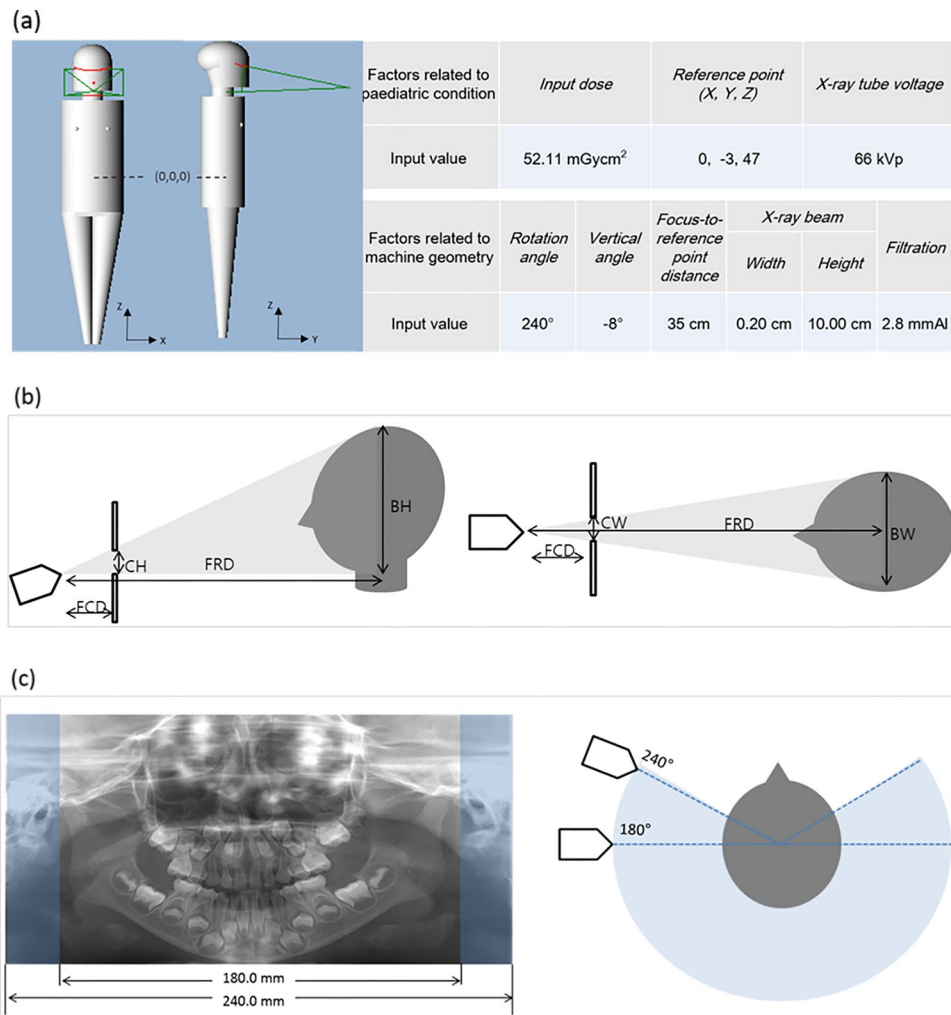 (a)
(0,0,0)
Z
X
Z
Y
Factors related to
paediatric condition
Input dose
Reference point
(X, Y, Z)
X-ray tube voltage
Input value
52.11 mGycm²
0, -3, 47
66 kVp
Factors related to
machine geometry
Rotation
angle
Vertical
angle
Focus-to-
reference
point
distance
X-ray beam
Width
Height
Filtration
Input value
240°
-8°
35 cm
0.20 cm
10.00 cm
2.8 mmAl
(b)
CH
FRD
FCD
BH
CW
FRD
FCD
BW
(c)
180.0 mm
240.0 mm
240°
180°